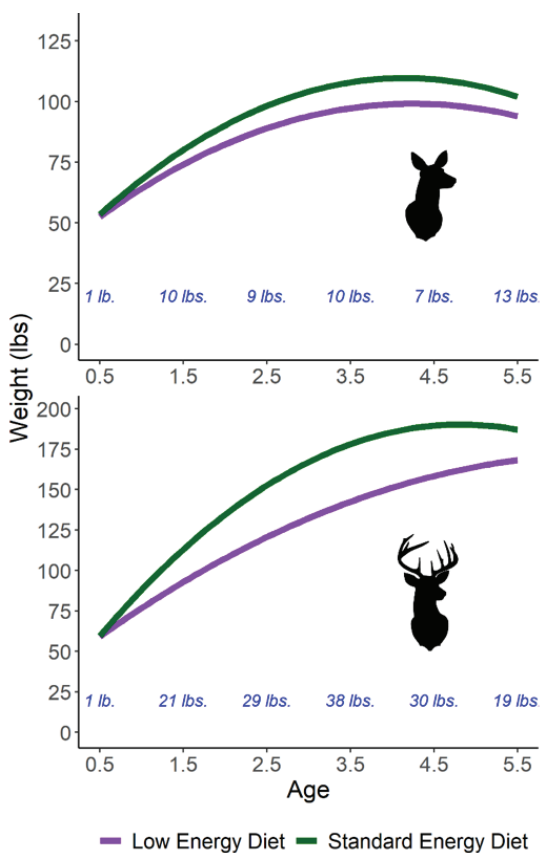 125
100
75
50
25
1 lb. 10 lbs. 9 lbs. 10 lbs. 7 lbs. 13 lbs.
0
0.5 1.5 2.5 3.5 4.5 5.5
Weight (lbs)
200
175
150
125
100
75
50
25
1 lb. 21 lbs. 29 lbs. 38 lbs. 30 lbs. 19 lbs.
0
0.5 1.5 2.5 3.5 4.5 5.5
Age
Low Energy Diet Standard Energy Diet